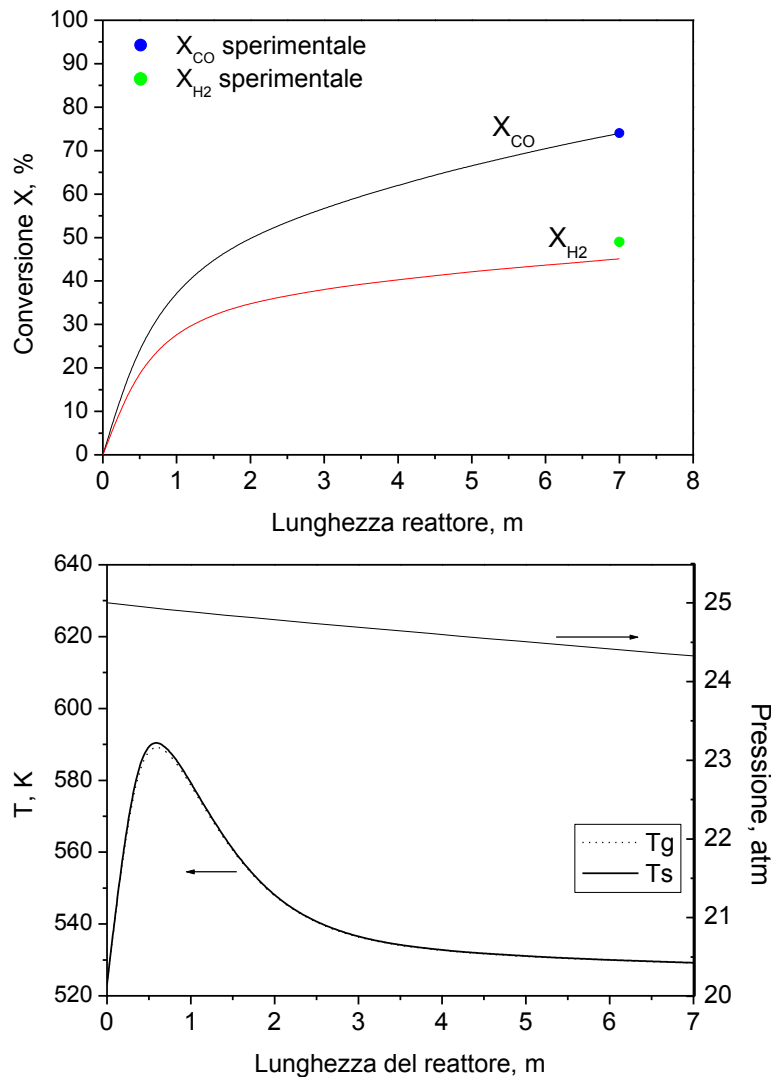 100
90
80
70
60
50
40
30
20
10
0
Conversione X, %
X_CO sperimentale
X_H2 sperimentale
X_CO
X_H2
0 1 2 3 4 5 6 7 8
Lunghezza reattore, m
640
620
600
580
560
540
520
T, K
25
24
23
22
21
20
Pressione, atm
Tg
Ts
0 1 2 3 4 5 6 7
Lunghezza del reattore, m